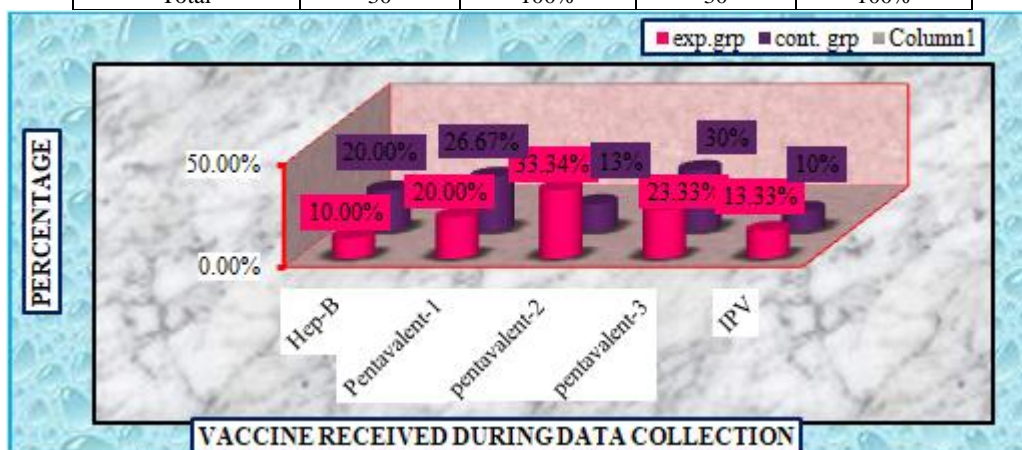 Total 30 100% 30 100%
exp.grp cont. grp Column1
PERCENTAGE
50.00%
0.00%
20.00% 26.67% 13% 30% 10%
10.00% 20.00% 33.34% 23.33% 13.33%
Hep-B
Pentavalent-1
pentavalent-2
pentavalent-3
IPV
VACCINE RECEIVED DURING DATA COLLECTION